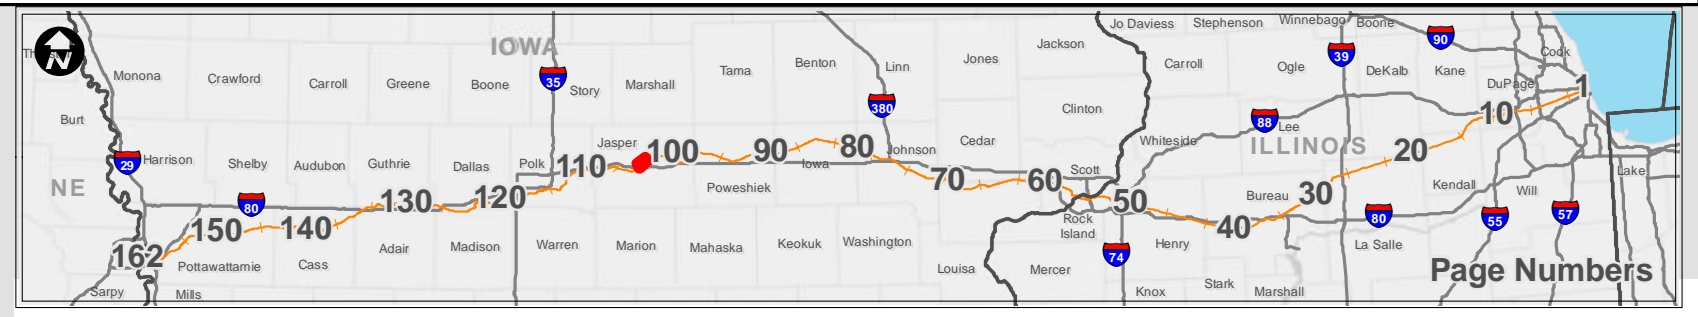 Jo Daviess Stephenson Winnebago Boone
IOWA
90
39
Cook
Jackson
Th
N
Monona Crawford Carroll Greene Boone 35 Story Marshall Tama Benton Linn Jones Carroll Ogle DeKalb Kane DuPage
1
Burt
380
Clinton
10
88 Lee
Whiteside
ILLINOIS
Jasper
Cedar
29 Harrison Shelby Audubon Guthrie Dallas Polk 110 100 90 80 Johnson
Iowa
20
Scott
Lake
NE
Poweshiek
70 60
Kendall Will
80
130 120
50
Bureau 30
150 140
Rock
Island
40
80 55 57
162
Pottawattamie Cass Adair Madison Warren Marion Mahaska Keokuk Washington
Henry
La Salle
74
Louisa Mercer
Page Numbers
Sarpy Mills
Knox Stark Marshall